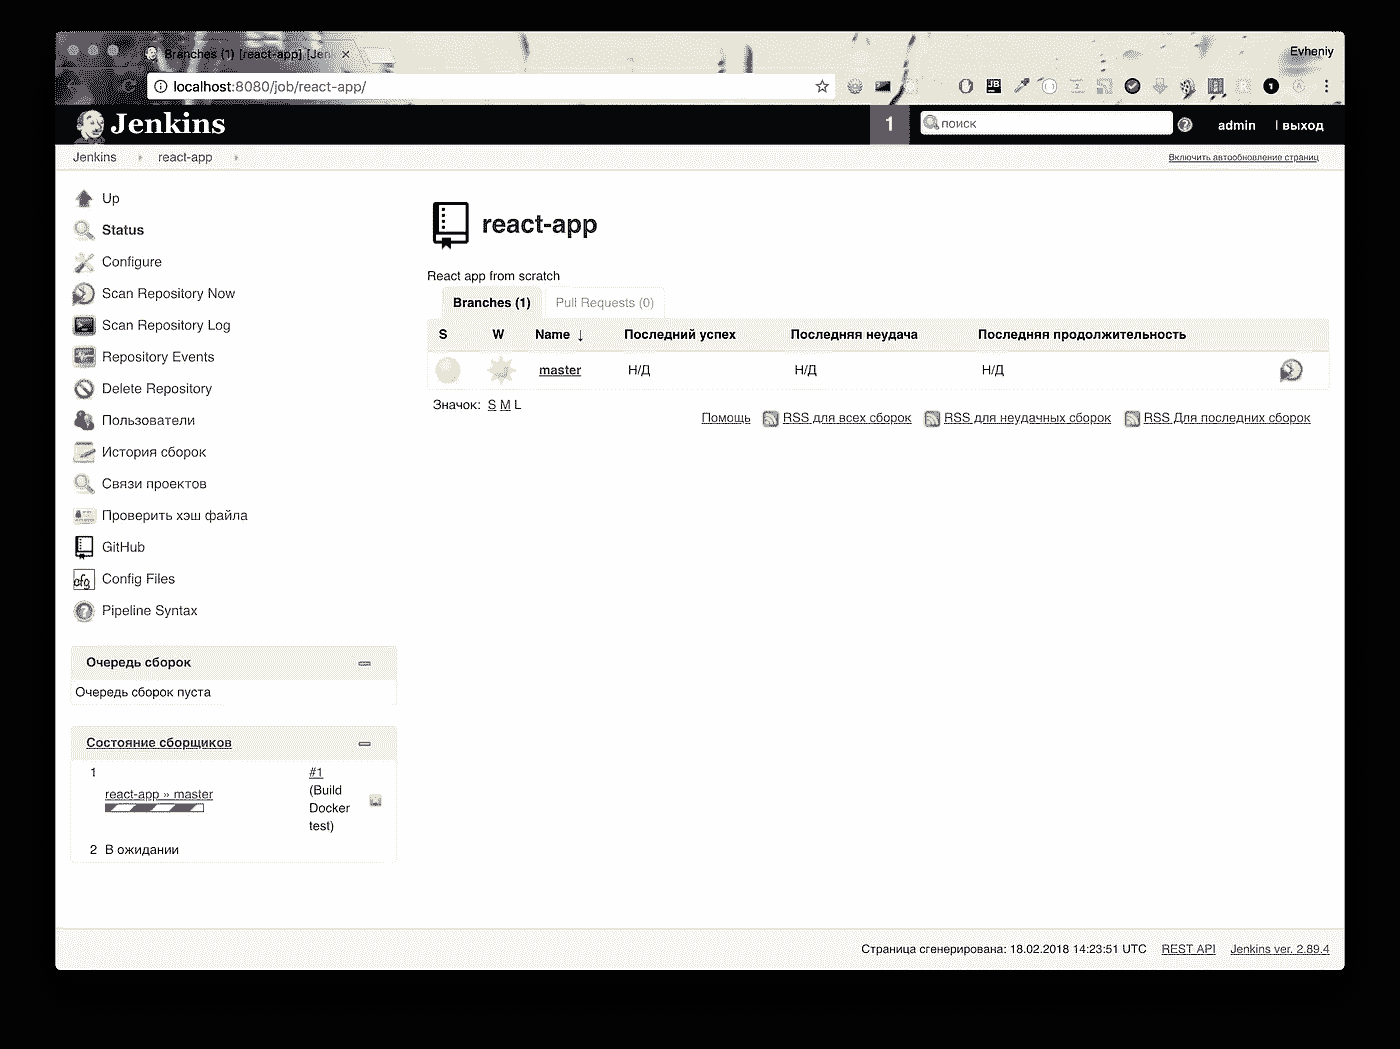 Branches (1) [react-app] [Jen
Evheniy
localhost:8080/job/react-app/
Jenkins
1
поиск
admin
| выход
Jenkins
react-app
Включить автообновление страниц
Up
Status
Configure
Scan Repository Now
Scan Repository Log
Repository Events
Delete Repository
Пользователи
История сборок
Связи проектов
Проверить хэш файла
GitHub
cfg
Config Files
Pipeline Syntax
Очередь сборок
Очередь сборок пуста
Состояние сборщиков
1
react-app » master
#1
(Build
Docker
test)
2 В ожидании
react-app
React app from scratch
Branches (1) Pull Requests (0)
S W Name ↓ Последний успех Последняя неудача Последняя продолжительность
master Н/Д Н/Д Н/Д
Значок: S M L
Помощь RSS для всех сборок RSS для неудачных сборок RSS Для последних сборок
Страница сгенерирована: 18.02.2018 14:23:51 UTC REST API Jenkins ver. 2.89.4